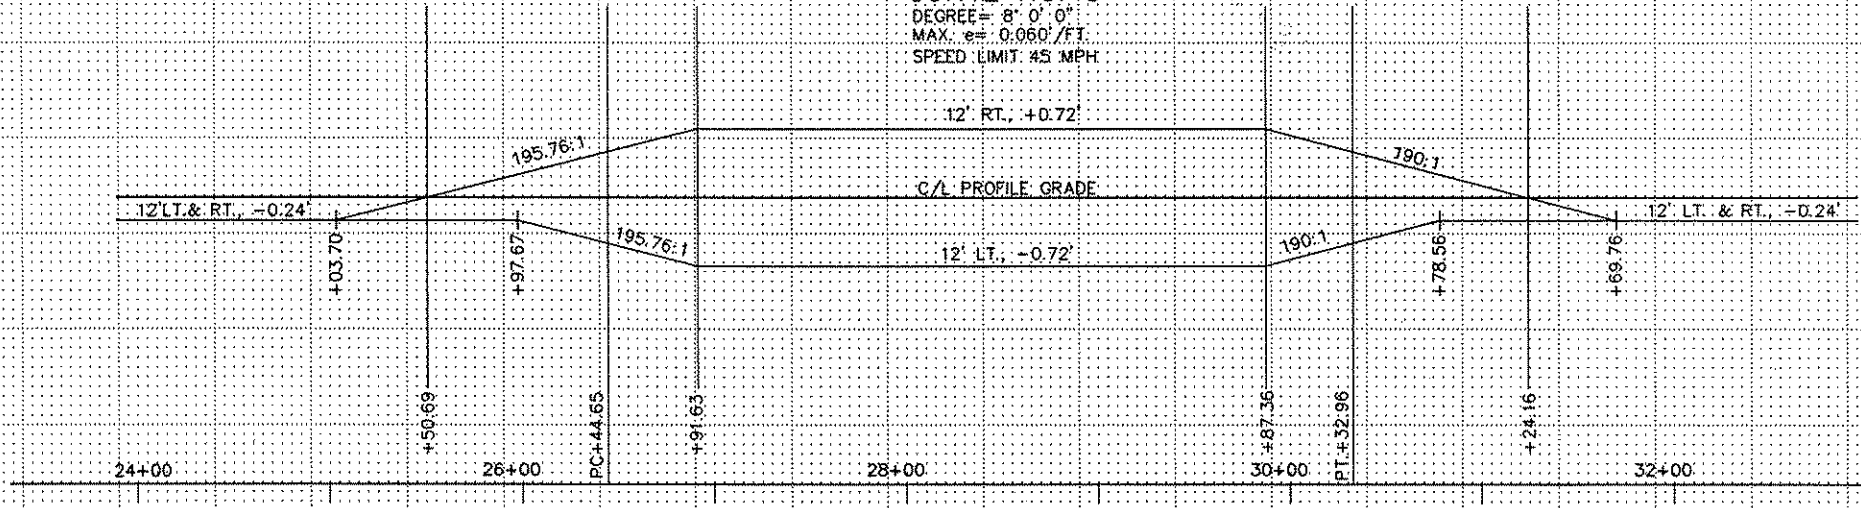 DEGREE= 8° 0' 0"
MAX. e= 0.060'/FT.
SPEED LIMIT 45 MPH
12' RT., +0.72'
195.76:1
190:1
C/L PROFILE GRADE
12'LT.& RT., -0.24'
12' LT. & RT., -0.24'
195.76:1
190:1
12' LT., -0.72'
+03.70
+97.67
+78.56
+69.76
+50.69
PC+44.65
+91.63
+87.36
PT.+32.96
+24.16
24+00
26+00
28+00
30+00
32+00